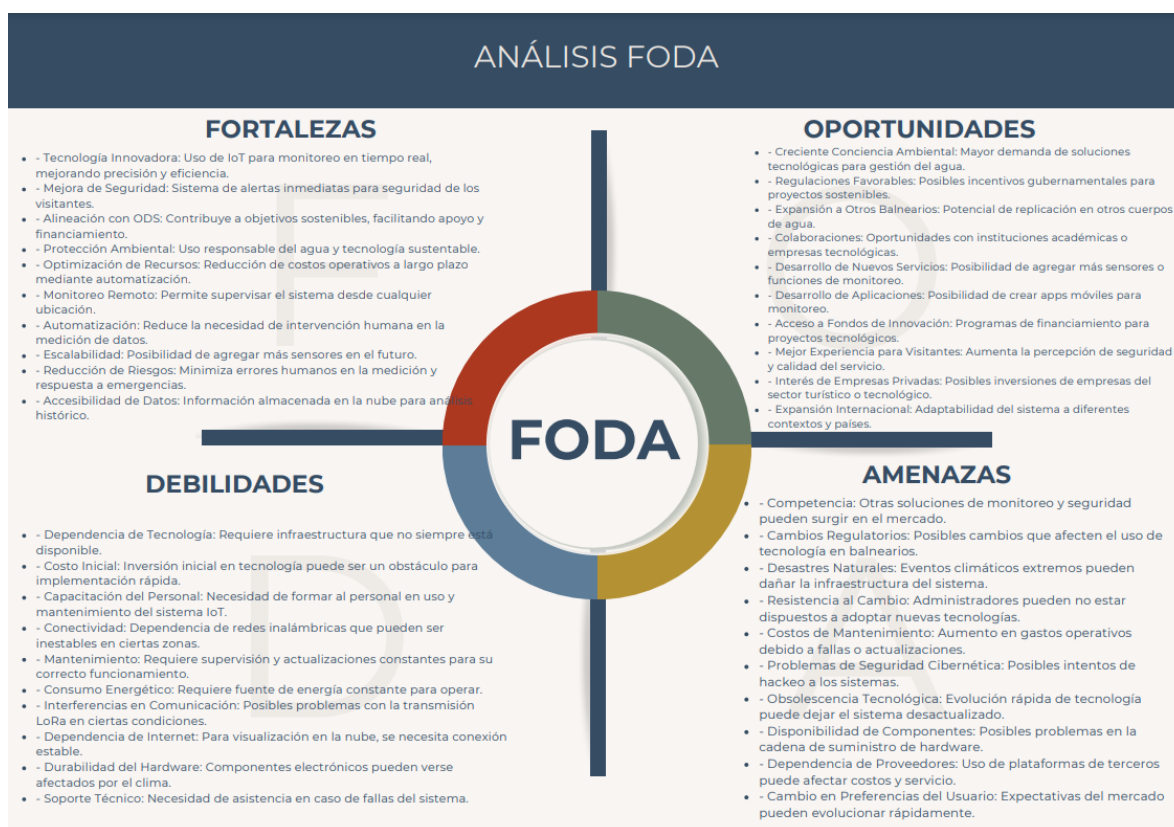 ANÁLISIS FODA
FORTALEZAS
• - Tecnología Innovadora: Uso de IoT para monitoreo en tiempo real,
mejorando precisión y eficiencia.
• - Mejora de Seguridad: Sistema de alertas inmediatas para seguridad de los
visitantes.
• - Alineación con ODS: Contribuye a objetivos sostenibles, facilitando apoyo y
financiamiento.
• - Protección Ambiental: Uso responsable del agua y tecnología sustentable.
• - Optimización de Recursos: Reducción de costos operativos a largo plazo
mediante automatización.
• - Monitoreo Remoto: Permite supervisar el sistema desde cualquier
ubicación.
• - Automatización: Reduce la necesidad de intervención humana en la
medición de datos.
• - Escalabilidad: Posibilidad de agregar más sensores en el futuro.
• - Reducción de Riesgos: Minimiza errores humanos en la medición y
respuesta a emergencias.
• - Accesibilidad de Datos: Información almacenada en la nube para análisis
histórico.
F
OPORTUNIDADES
• - Creciente Conciencia Ambiental: Mayor demanda de soluciones
tecnológicas para gestión del agua.
• - Regulaciones Favorables: Posibles incentivos gubernamentales para
proyectos sostenibles.
• - Expansión a Otros Balnearios: Potencial de replicación en otros cuerpos
de agua.
• - Colaboraciones: Oportunidades con instituciones académicas o
empresas tecnológicas.
• - Desarrollo de Nuevos Servicios: Posibilidad de agregar más sensores o
funciones de monitoreo.
• - Desarrollo de Aplicaciones: Posibilidad de crear apps móviles para
monitoreo.
• - Acceso a Fondos de Innovación: Programas de financiamiento para
proyectos tecnológicos.
• - Mejor Experiencia para Visitantes: Aumenta la percepción de seguridad
y calidad del servicio.
• - Interés de Empresas Privadas: Posibles inversiones de empresas del
sector turístico o tecnológico.
• - Expansión Internacional: Adaptabilidad del sistema a diferentes
contextos y países.
O
FODA
DEBILIDADES
• - Dependencia de Tecnología: Requiere infraestructura que no siempre está
disponible.
• - Costo Inicial: Inversión inicial en tecnología puede ser un obstáculo para
implementación rápida.
• - Capacitación del Personal: Necesidad de formar al personal en uso y
mantenimiento del sistema IoT.
• - Conectividad: Dependencia de redes inalámbricas que pueden ser
inestables en ciertas zonas.
• - Mantenimiento: Requiere supervisión y actualizaciones constantes para su
correcto funcionamiento.
• - Consumo Energético: Requiere fuente de energía constante para operar.
• - Interferencias en Comunicación: Posibles problemas con la transmisión
LoRa en ciertas condiciones.
• - Dependencia de Internet: Para visualización en la nube, se necesita conexión
estable.
• - Durabilidad del Hardware: Componentes electrónicos pueden verse
afectados por el clima.
• - Soporte Técnico: Necesidad de asistencia en caso de fallas del sistema.
D
AMENAZAS
• - Competencia: Otras soluciones de monitoreo y seguridad
pueden surgir en el mercado.
• - Cambios Regulatorios: Posibles cambios que afecten el uso de
tecnología en balnearios.
• - Desastres Naturales: Eventos climáticos extremos pueden
dañar la infraestructura del sistema.
• - Resistencia al Cambio: Administradores pueden no estar
dispuestos a adoptar nuevas tecnologías.
• - Costos de Mantenimiento: Aumento en gastos operativos
debido a fallas o actualizaciones.
• - Problemas de Seguridad Cibernética: Posibles intentos de
hackeo a los sistemas.
• - Obsolescencia Tecnológica: Evolución rápida de tecnología
puede dejar el sistema desactualizado.
• - Disponibilidad de Componentes: Posibles problemas en la
cadena de suministro de hardware.
• - Dependencia de Proveedores: Uso de plataformas de terceros
puede afectar costos y servicio.
• - Cambio en Preferencias del Usuario: Expectativas del mercado
pueden evolucionar rápidamente.
A